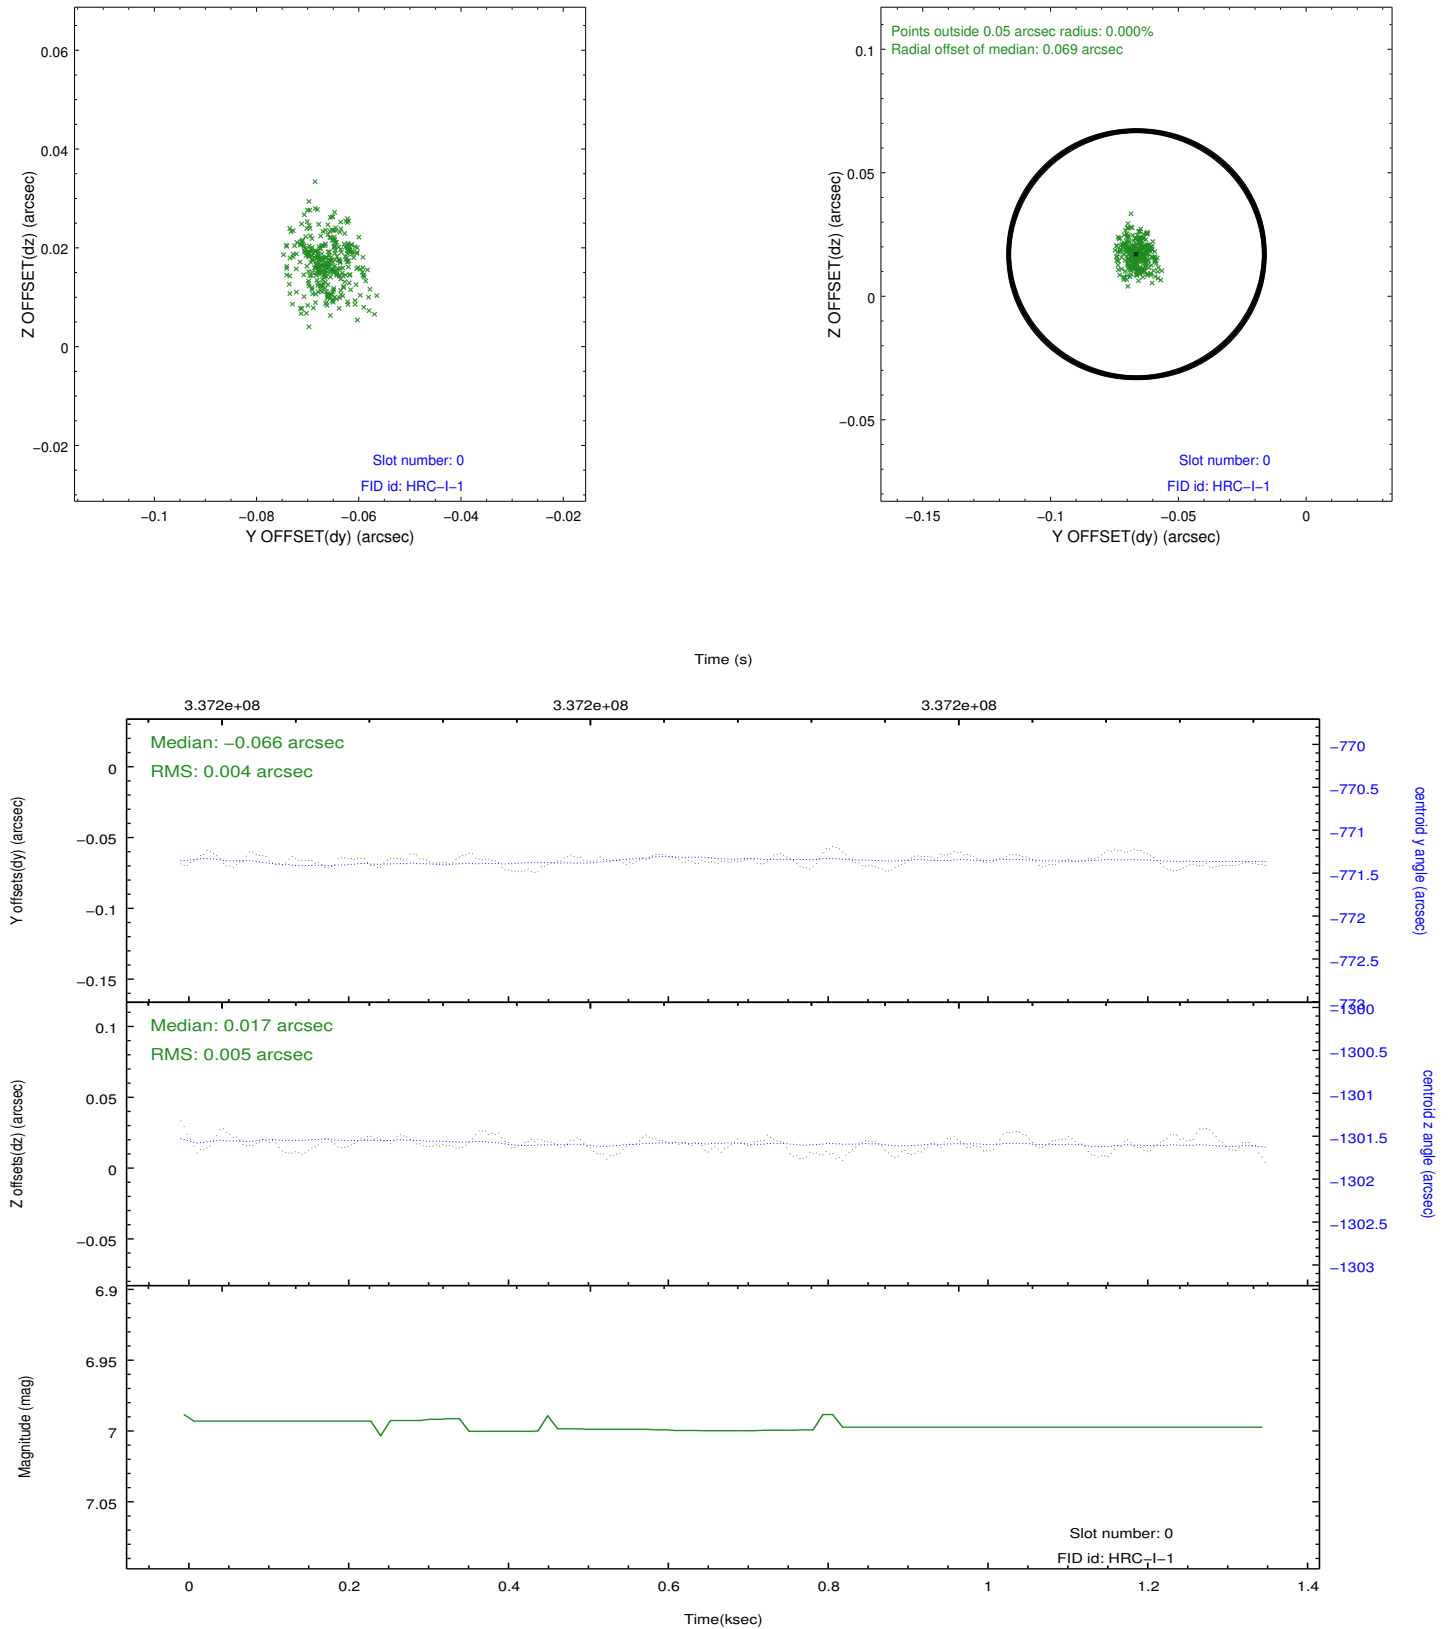 0.06
0.04
0.02
0
−0.02
Z OFFSET(dz) (arcsec)
Slot number: 0
FID id: HRC−I−1
−0.1
−0.08
−0.06
−0.04
−0.02
Y OFFSET(dy) (arcsec)
Points outside 0.05 arcsec radius: 0.000%
Radial offset of median: 0.069 arcsec
0.1
0.05
0
−0.05
Z OFFSET(dz) (arcsec)
Slot number: 0
FID id: HRC−I−1
−0.15
−0.1
−0.05
0
Y OFFSET(dy) (arcsec)
Time (s)
3.372e+08
3.372e+08
3.372e+08
Median: −0.066 arcsec
RMS: 0.004 arcsec
0
−0.05
−0.1
−0.15
Y offsets(dy) (arcsec)
−770
−770.5
−771
−771.5
−772
−772.5
−773
centroid y angle (arcsec)
Median: 0.017 arcsec
RMS: 0.005 arcsec
0.1
0.05
0
−0.05
Z offsets(dz) (arcsec)
−1300
−1300.5
−1301
−1301.5
−1302
−1302.5
−1303
centroid z angle (arcsec)
6.9
6.95
7
7.05
Magnitude (mag)
Slot number: 0
FID id: HRC−I−1
0
0.2
0.4
0.6
0.8
1
1.2
1.4
Time(ksec)